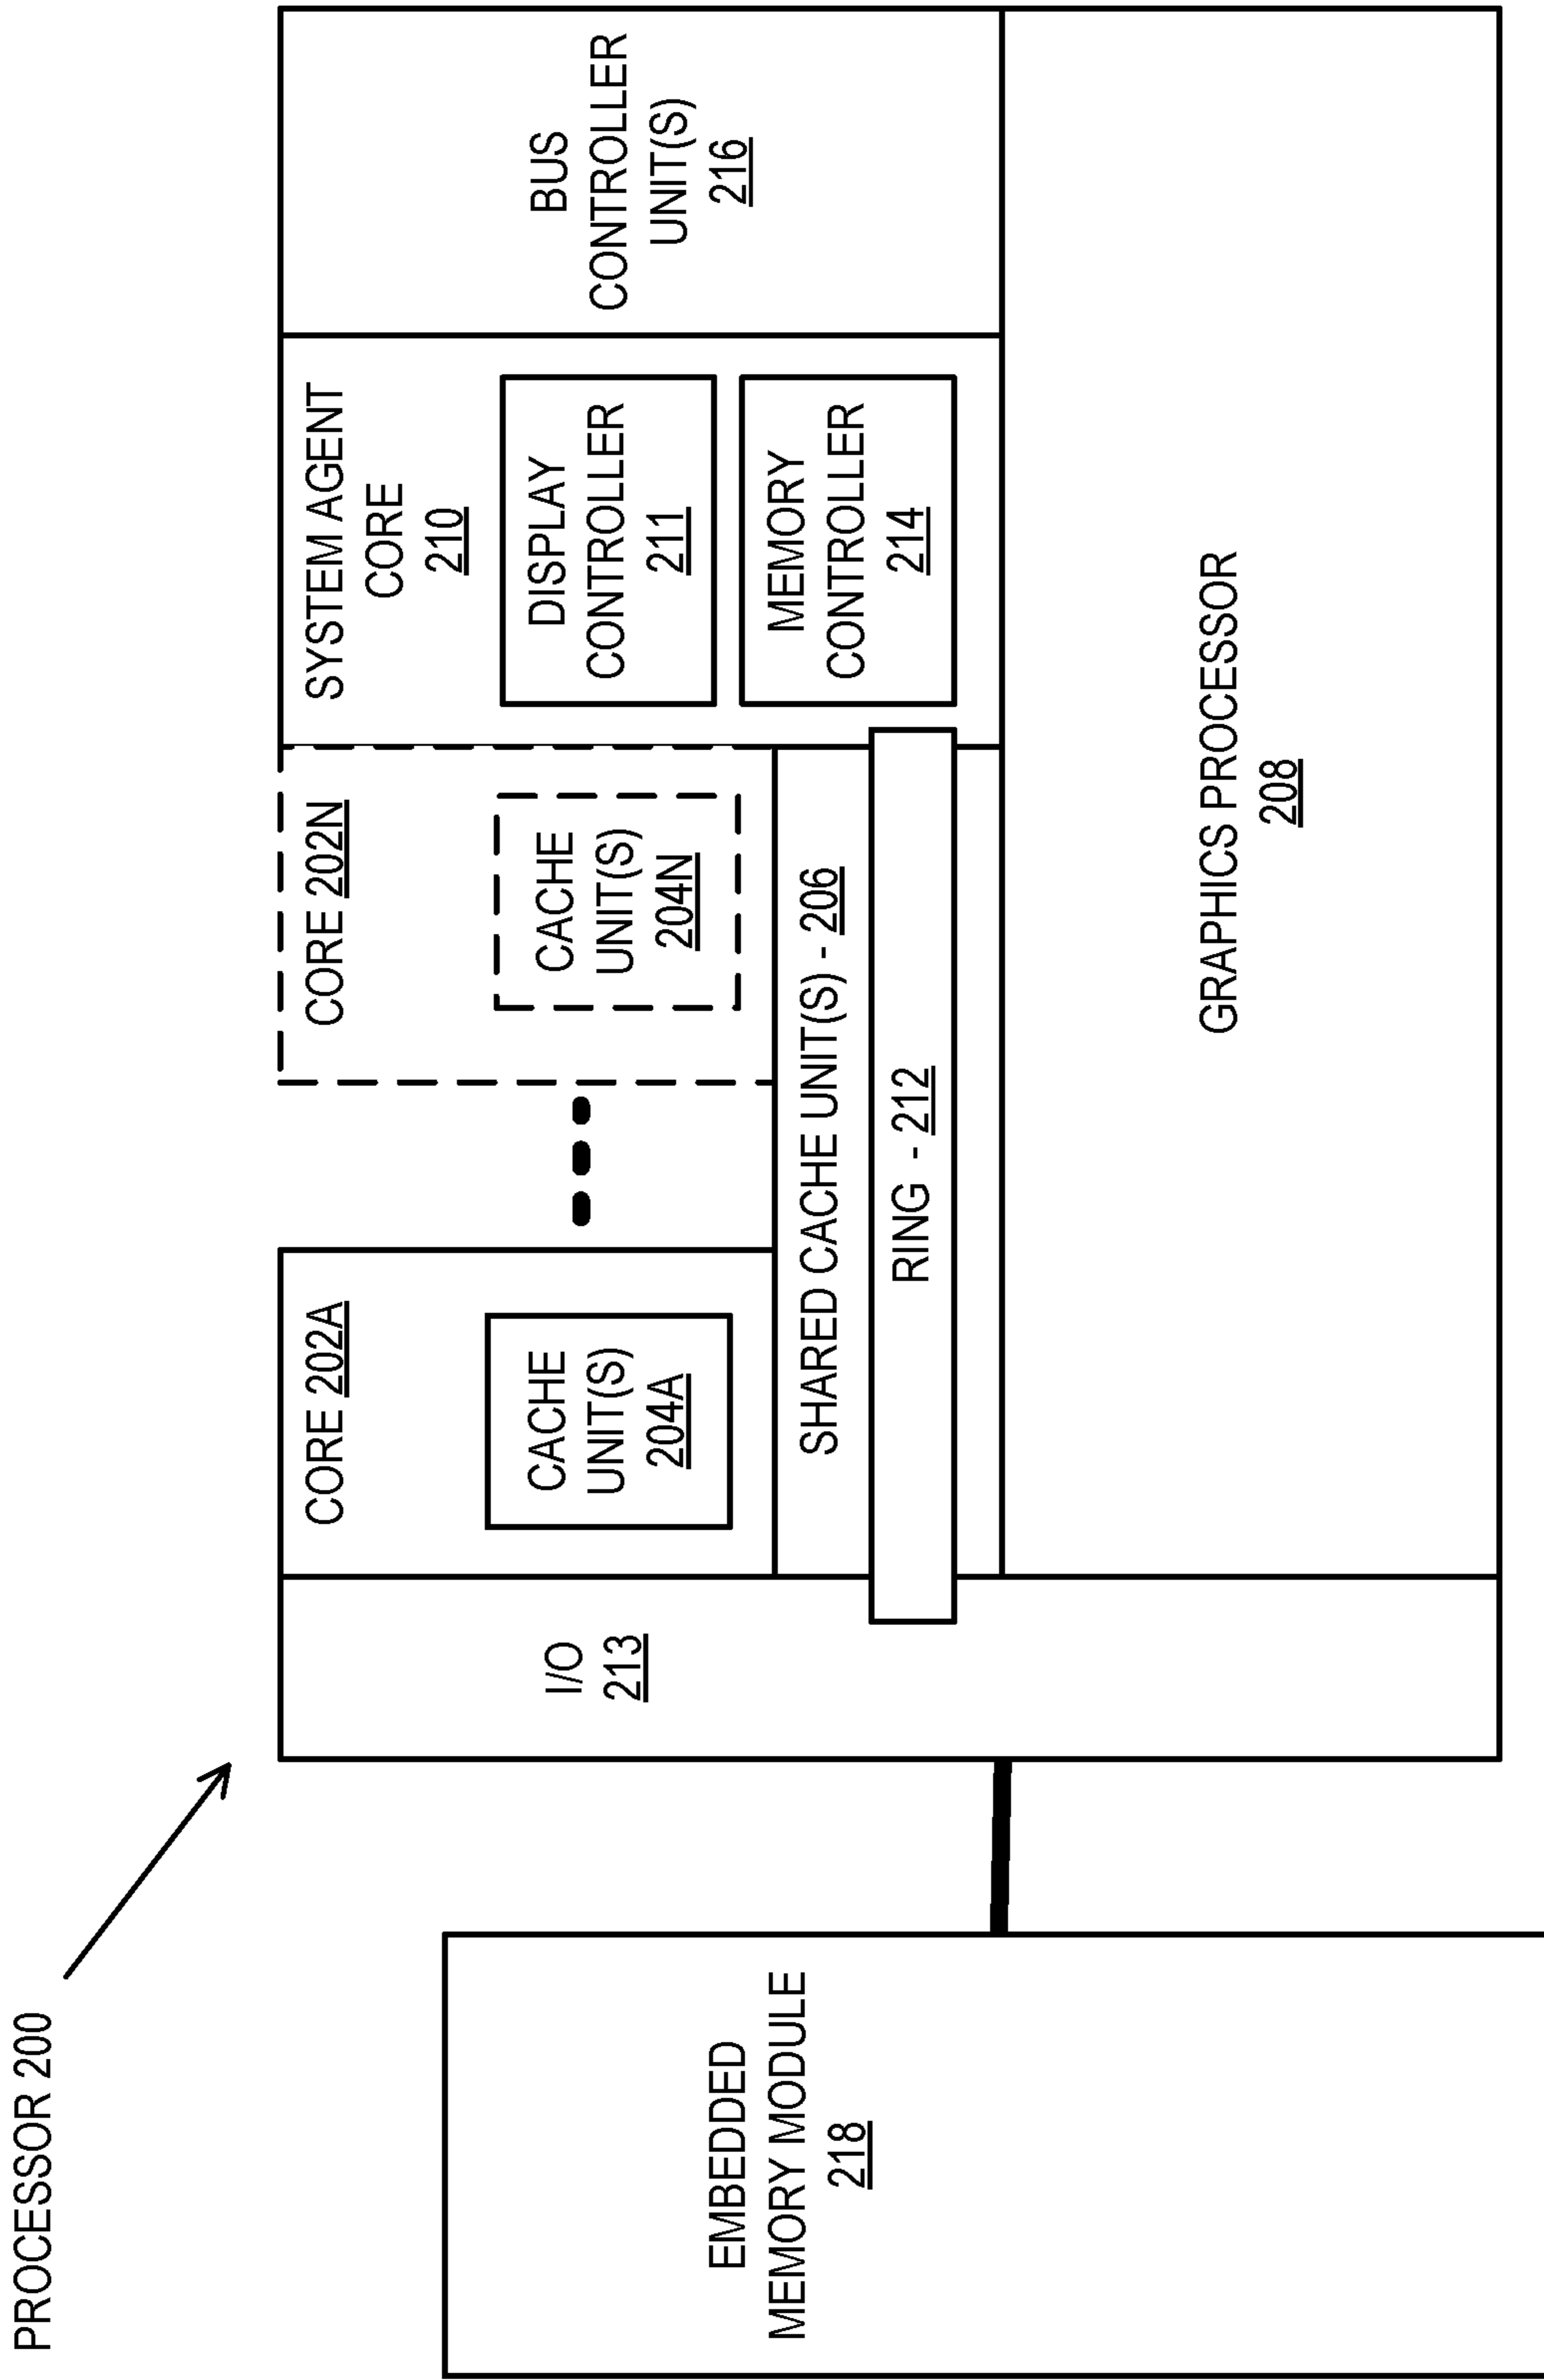 PROCESSOR 200
EMBEDDED
MEMORY MODULE
218
I/O
213
CORE 202A
CACHE
UNIT(S)
204A
CORE 202N
CACHE
UNIT(S)
204N
SHARED CACHE UNIT(S) - 206
RING - 212
SYSTEM AGENT
CORE
210
DISPLAY
CONTROLLER
211
MEMORY
CONTROLLER
214
BUS
CONTROLLER
UNIT(S)
216
GRAPHICS PROCESSOR
208